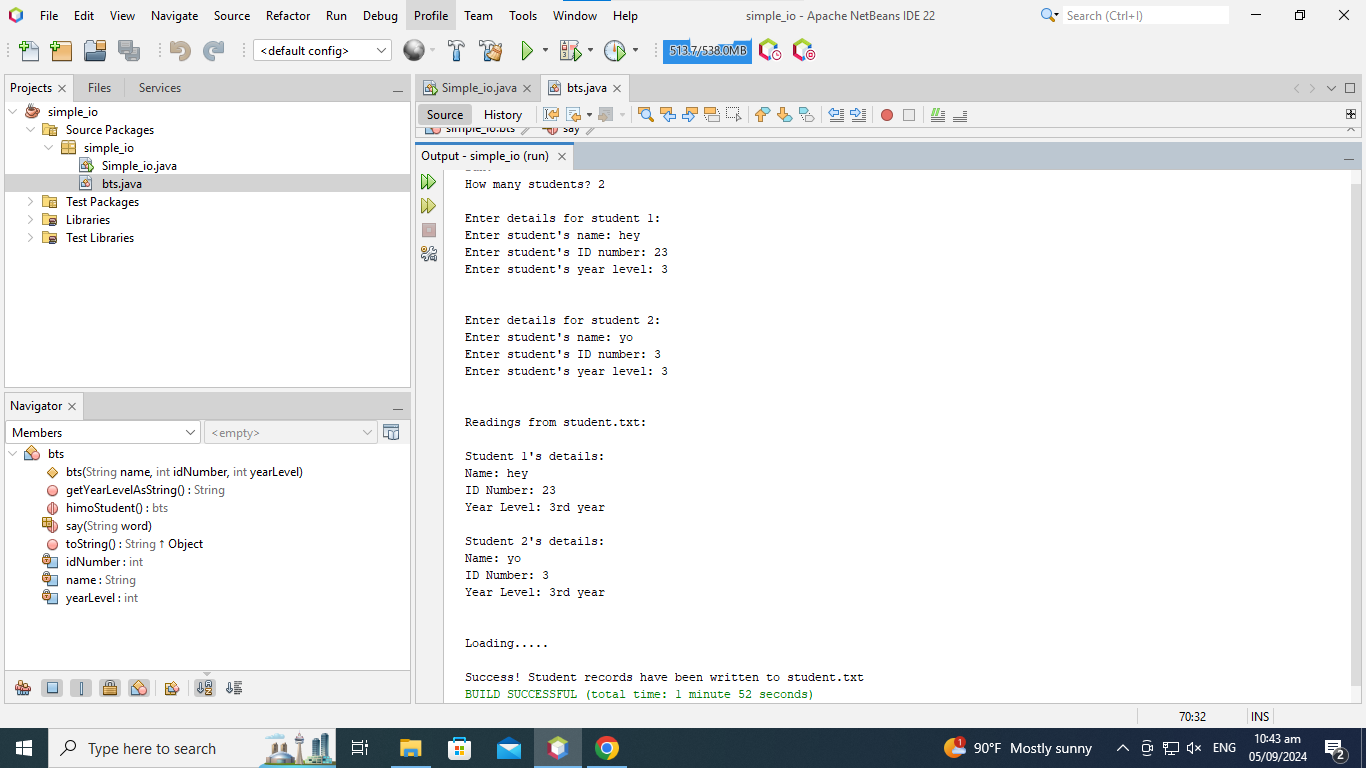 File Edit View Navigate Source Refactor Run Debug Profile Team Tools Window Help simple_io - Apache NetBeans IDE 22 Search (Ctrl+I)
<default config> 513.7/538.0MB
Projects Files Services
simple_io
Source Packages
simple_io
Simple_io.java
bts.java
Test Packages
Libraries
Test Libraries
Navigator
Members <empty>
bts
bts(String name, int idNumber, int yearLevel)
getYearLevelAsString() : String
himoStudent() : bts
say(String word)
toString() : String ↑ Object
idNumber : int
name : String
yearLevel : int
Simple_io.java bts.java
Source History
simple_io.bts say
Output - simple_io (run)
How many students? 2
Enter details for student 1:
Enter student's name: hey
Enter student's ID number: 23
Enter student's year level: 3
Enter details for student 2:
Enter student's name: yo
Enter student's ID number: 3
Enter student's year level: 3
Readings from student.txt:
Student 1's details:
Name: hey
ID Number: 23
Year Level: 3rd year
Student 2's details:
Name: yo
ID Number: 3
Year Level: 3rd year
Loading.....
Success! Student records have been written to student.txt
BUILD SUCCESSFUL (total time: 1 minute 52 seconds)
70:32 INS
Type here to search 1 90°F Mostly sunny ENG 10:43 am 2
05/09/2024